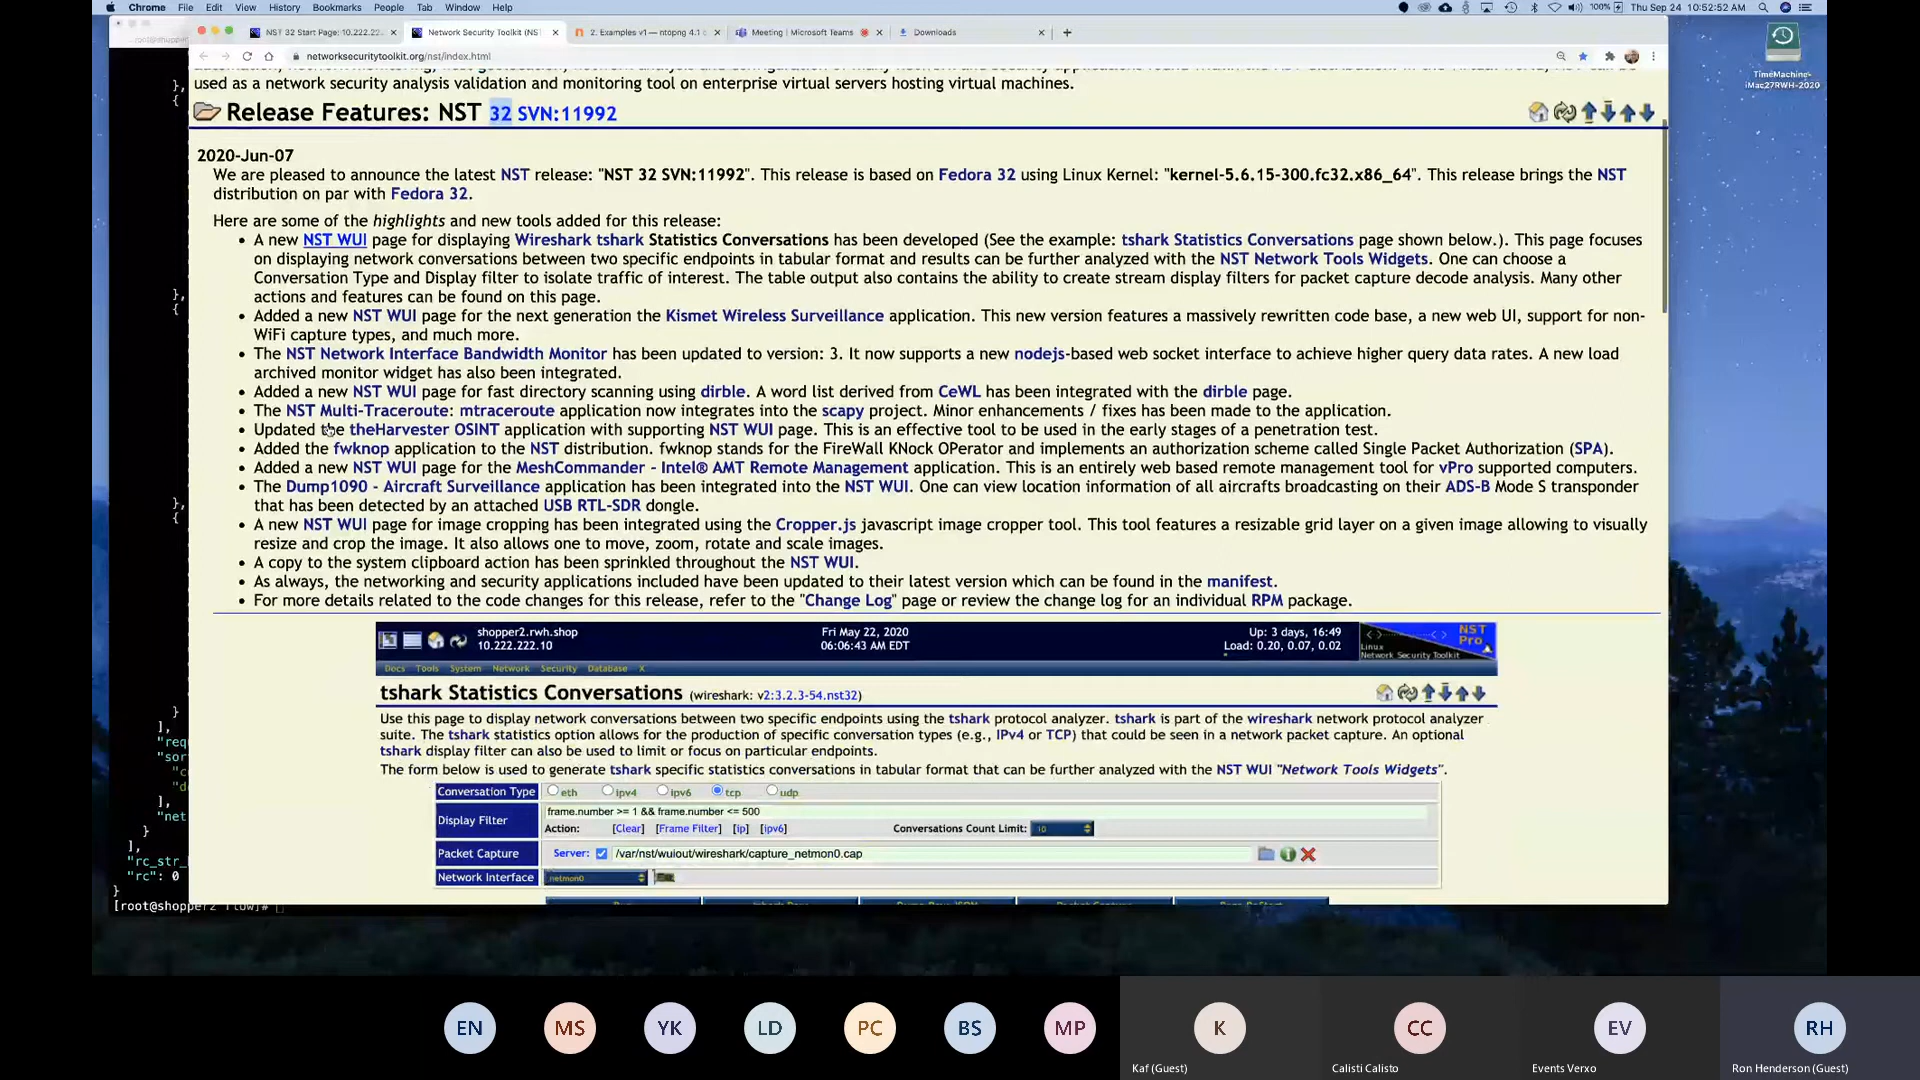 Chrome File Edit View History Bookmarks People Tab Window Help
100% Thu Sep 24 10:52:52 AM
NST 32 Start Page: 10.222.22
Network Security Toolkit (NS
2. Examples v1 — ntopng 4.1
Meeting | Microsoft Teams
Downloads
networksecuritytoolkit.org/nst/index.html
TimeMachine-
iMac27RWH-2020
used as a network security analysis validation and monitoring tool on enterprise virtual servers hosting virtual machines.
Release Features: NST 32 SVN:11992
2020-Jun-07
We are pleased to announce the latest NST release: "NST 32 SVN:11992". This release is based on Fedora 32 using Linux Kernel: "kernel-5.6.15-300.fc32.x86_64". This release brings the NST
distribution on par with Fedora 32.
Here are some of the highlights and new tools added for this release:
• A new NST WUI page for displaying Wireshark tshark Statistics Conversations has been developed (See the example: tshark Statistics Conversations page shown below.). This page focuses
on displaying network conversations between two specific endpoints in tabular format and results can be further analyzed with the NST Network Tools Widgets. One can choose a
Conversation Type and Display filter to isolate traffic of interest. The table output also contains the ability to create stream display filters for packet capture decode analysis. Many other
actions and features can be found on this page.
• Added a new NST WUI page for the next generation the Kismet Wireless Surveillance application. This new version features a massively rewritten code base, a new web UI, support for non-
WiFi capture types, and much more.
• The NST Network Interface Bandwidth Monitor has been updated to version: 3. It now supports a new nodejs-based web socket interface to achieve higher query data rates. A new load
archived monitor widget has also been integrated.
• Added a new NST WUI page for fast directory scanning using dirble. A word list derived from CeWL has been integrated with the dirble page.
• The NST Multi-Traceroute: mtraceroute application now integrates into the scapy project. Minor enhancements / fixes has been made to the application.
• Updated the theHarvester OSINT application with supporting NST WUI page. This is an effective tool to be used in the early stages of a penetration test.
• Added the fwknop application to the NST distribution. fwknop stands for the FireWall KNock OPerator and implements an authorization scheme called Single Packet Authorization (SPA).
• Added a new NST WUI page for the MeshCommander - Intel® AMT Remote Management application. This is an entirely web based remote management tool for vPro supported computers.
• The Dump1090 - Aircraft Surveillance application has been integrated into the NST WUI. One can view location information of all aircrafts broadcasting on their ADS-B Mode S transponder
that has been detected by an attached USB RTL-SDR dongle.
• A new NST WUI page for image cropping has been integrated using the Cropper.js javascript image cropper tool. This tool features a resizable grid layer on a given image allowing to visually
resize and crop the image. It also allows one to move, zoom, rotate and scale images.
• A copy to the system clipboard action has been sprinkled throughout the NST WUI.
• As always, the networking and security applications included have been updated to their latest version which can be found in the manifest.
• For more details related to the code changes for this release, refer to the "Change Log" page or review the change log for an individual RPM package.
shopper2.rwh.shop
10.222.222.10
Fri May 22, 2020
06:06:43 AM EDT
Up: 3 days, 16:49
Load: 0.20, 0.07, 0.02
NST
Pro
Linux
Network Security Toolkit
Docs Tools System Network Security Database X
tshark Statistics Conversations (wireshark: v2:3.2.3-54.nst32)
Use this page to display network conversations between two specific endpoints using the tshark protocol analyzer. tshark is part of the wireshark network protocol analyzer
suite. The tshark statistics option allows for the production of specific conversation types (e.g., IPv4 or TCP) that could be seen in a network packet capture. An optional
tshark display filter can also be used to limit or focus on particular endpoints.
The form below is used to generate tshark specific statistics conversations in tabular format that can be further analyzed with the NST WUI "Network Tools Widgets".
Conversation Type eth ipv4 ipv6 tcp udp
Display Filter frame.number >= 1 && frame.number <= 500
Action: [Clear] [Frame Filter] [ip] [ipv6] Conversations Count Limit: 10
Packet Capture Server: /var/nst/wuiout/wireshark/capture_netmon0.cap
Network Interface netmon0
},
{
},
{
},
{
}
],
"requ
"sor
"c
"d
],
"net
}
],
"rc_str_
"rc": 0
}
[root@shopper2 flow]#
EN MS YK LD PC BS MP K CC EV RH
Kaf (Guest) Calisti Calisto Events Verxo Ron Henderson (Guest)